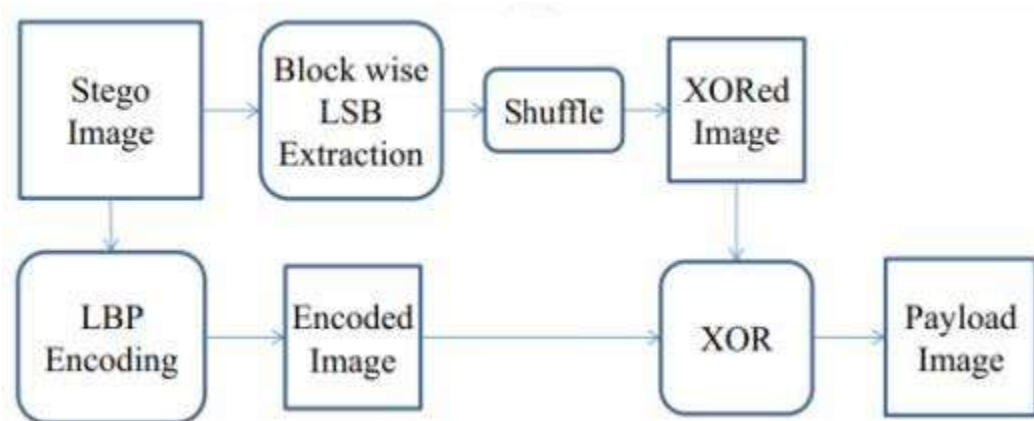 Stego
Image
Block wise
LSB
Extraction
Shuffle
XORed
Image
LBP
Encoding
Encoded
Image
XOR
Payload
Image